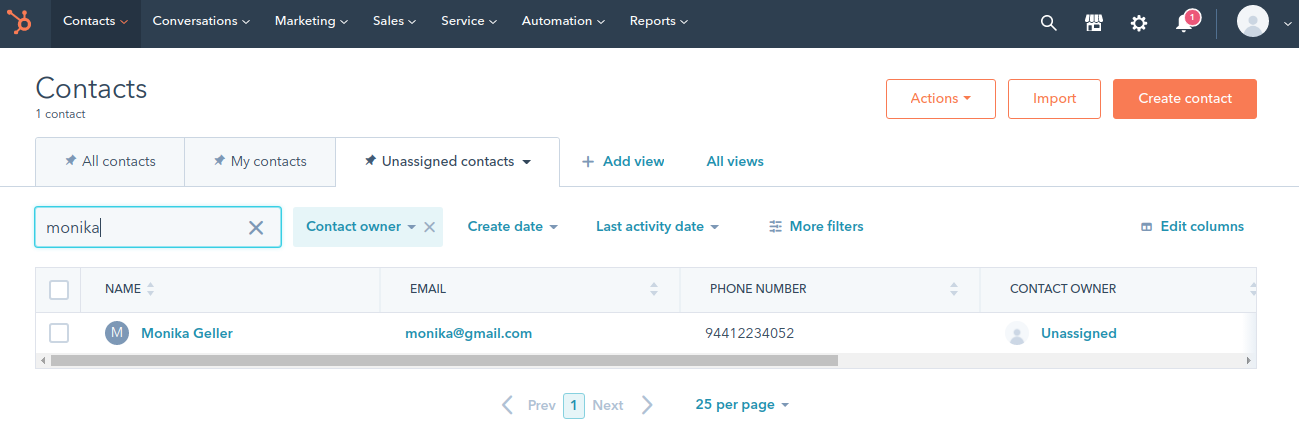 Contacts Conversations Marketing Sales Service Automation Reports 1
Contacts
1 contact
Actions Import Create contact
All contacts My contacts Unassigned contacts + Add view All views
monika Contact owner Create date Last activity date More filters Edit columns
NAME EMAIL PHONE NUMBER CONTACT OWNER
M Monika Geller monika@gmail.com 94412234052 Unassigned
Prev 1 Next 25 per page